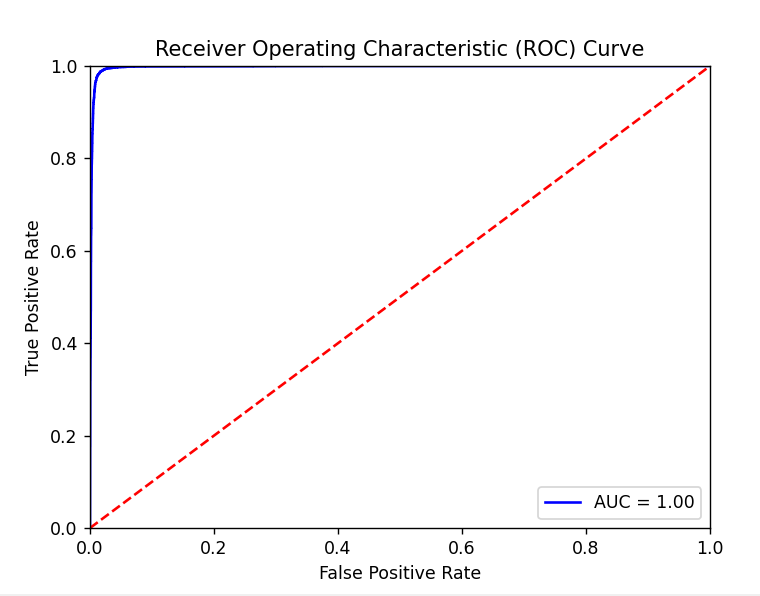 Receiver Operating Characteristic (ROC) Curve
1.0
0.8
0.6
0.4
0.2
0.0
True Positive Rate
AUC = 1.00
0.0 0.2 0.4 0.6 0.8 1.0
False Positive Rate